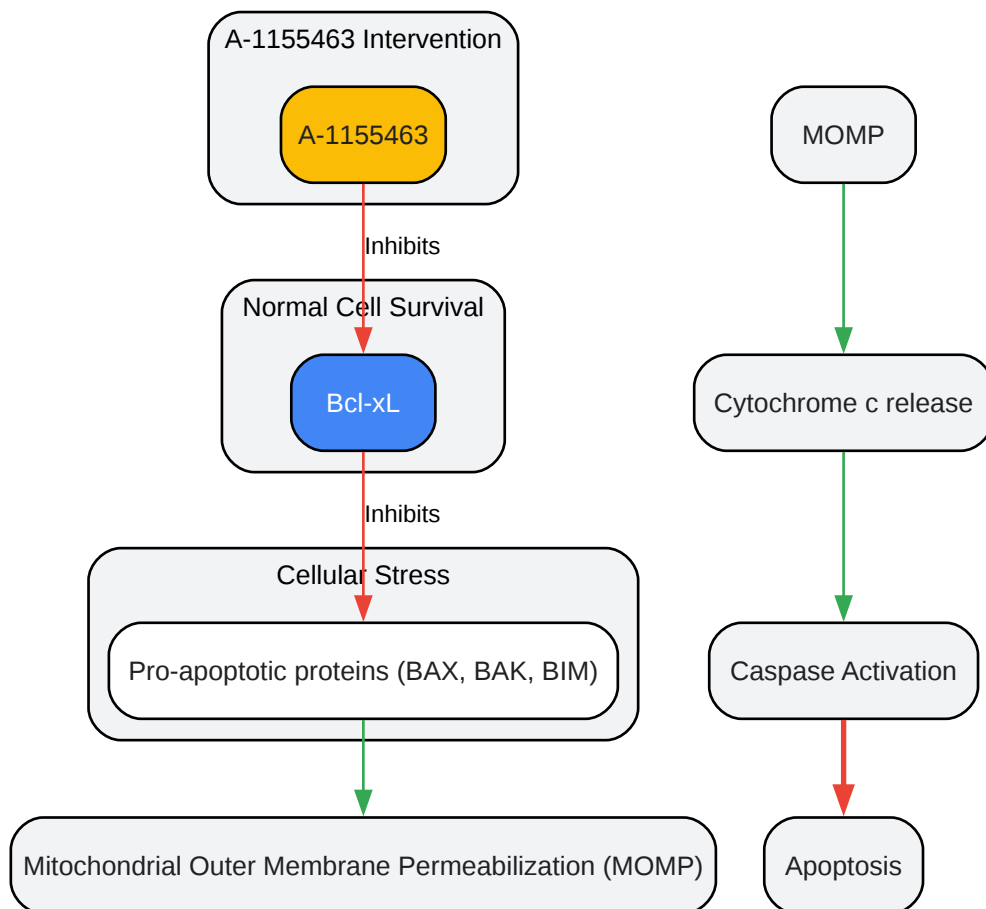 A-1155463 Intervention
A-1155463
Inhibits
Normal Cell Survival
Bcl-xL
Inhibits
Cellular Stress
Pro-apoptotic proteins (BAX, BAK, BIM)
Mitochondrial Outer Membrane Permeabilization (MOMP)
MOMP
Cytochrome c release
Caspase Activation
Apoptosis